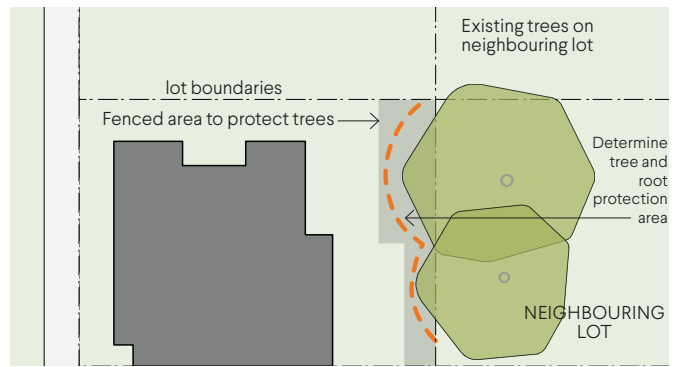 Existing trees on
neighbouring lot
lot boundaries
Fenced area to protect trees
Determine
tree and
root
protection
area
NEIGHBOURING
LOT